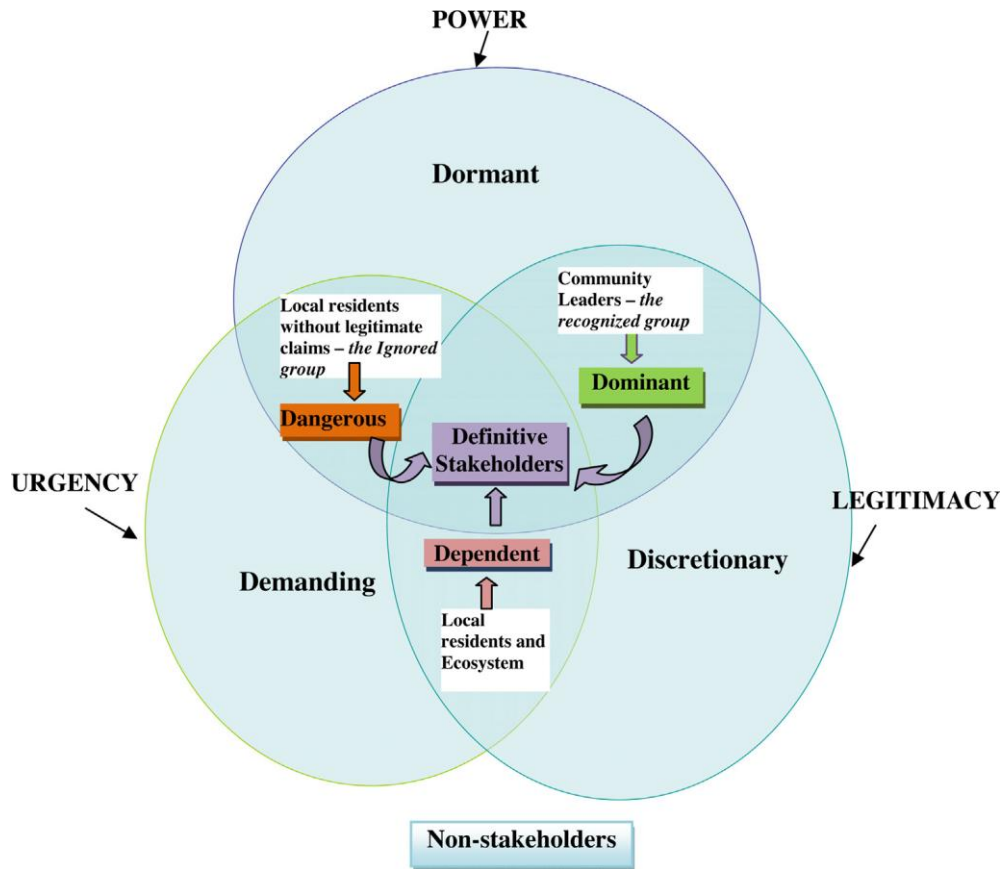 POWER
Dormant
Community
Leaders – the
recognized group
Local residents
without legitimate
claims – the Ignored
group
Dominant
Dangerous
Definitive
Stakeholders
URGENCY
LEGITIMACY
Dependent
Discretionary
Demanding
Local
residents and
Ecosystem
Non-stakeholders